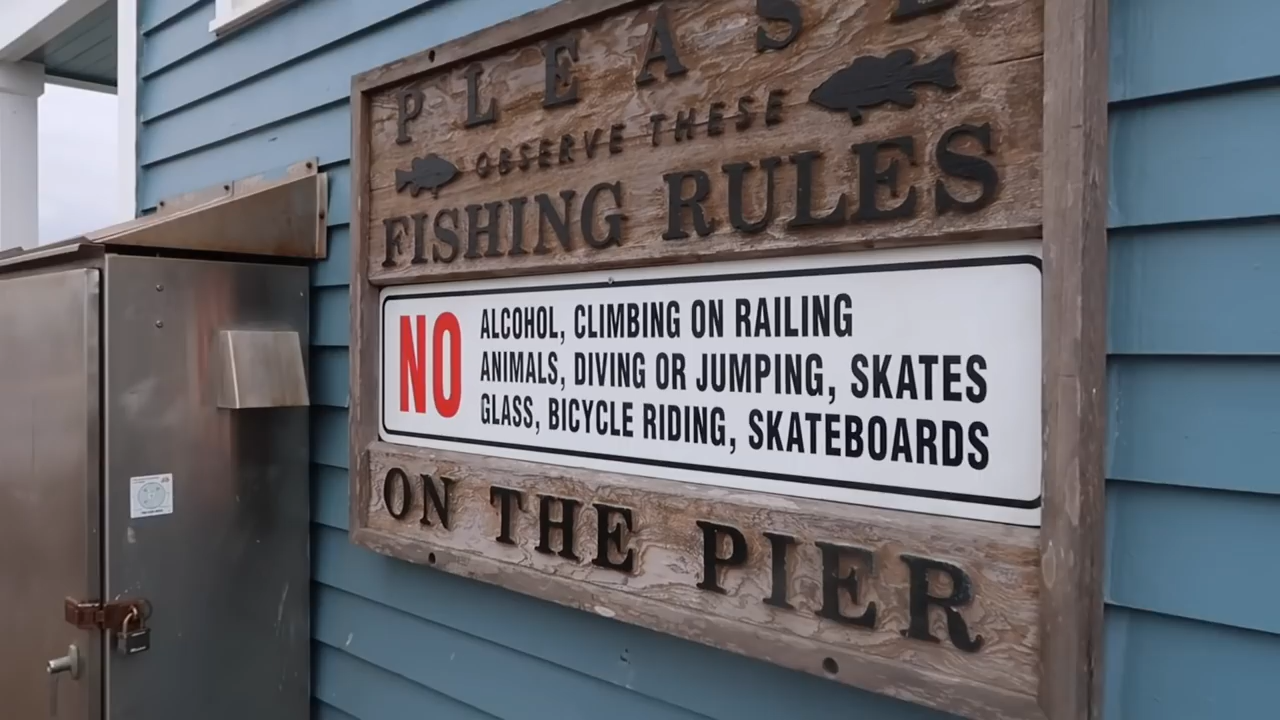 PLEASE
OBSERVE THESE
FISHING RULES
NO
ALCOHOL, CLIMBING ON RAILING
ANIMALS, DIVING OR JUMPING, SKATES
GLASS, BICYCLE RIDING, SKATEBOARDS
ON THE PIER